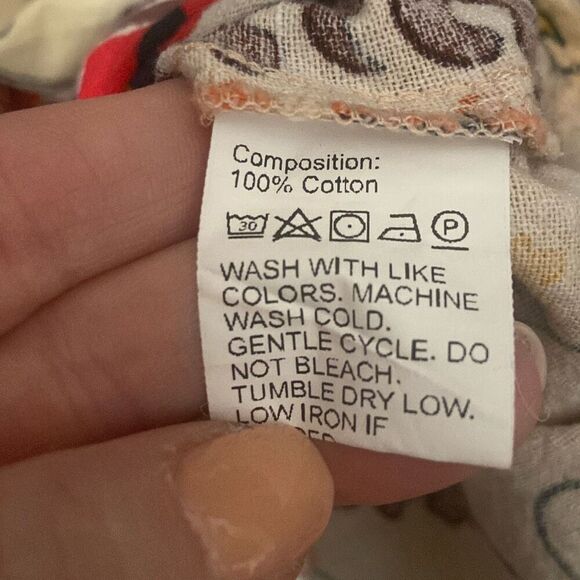 Composition:
100% Cotton
30 P
WASH WITH LIKE
COLORS. MACHINE
WASH COLD.
GENTLE CYCLE. DO
NOT BLEACH.
TUMBLE DRY LOW.
LOW IRON IF